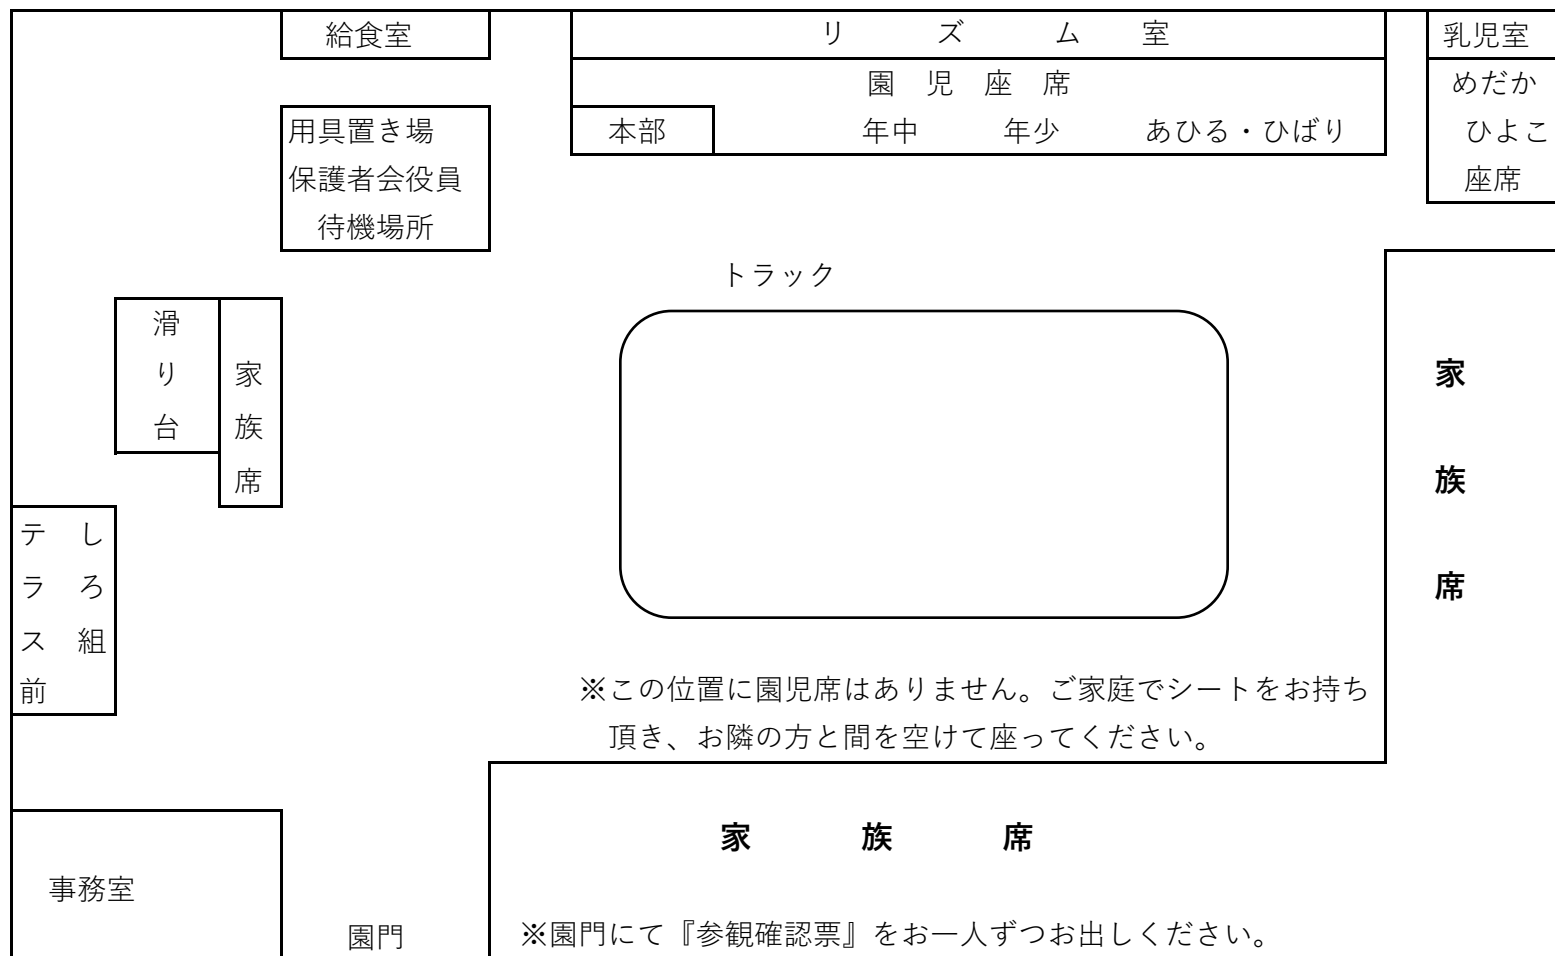 給食室
リズム室
乳児室
園児座席
めだか
本部
年中 年少 あひる・ひばり
ひよこ
座席
用具置き場
保護者会役員
待機場所
トラック
滑り台
家族席
家族席
しろ組
テラス前
※この位置に園児席はありません。ご家庭でシートをお持ち
頂き、お隣の方と間を空けて座ってください。
家族席
事務室
園門
※園門にて『参観確認票』をお一人ずつお出しください。